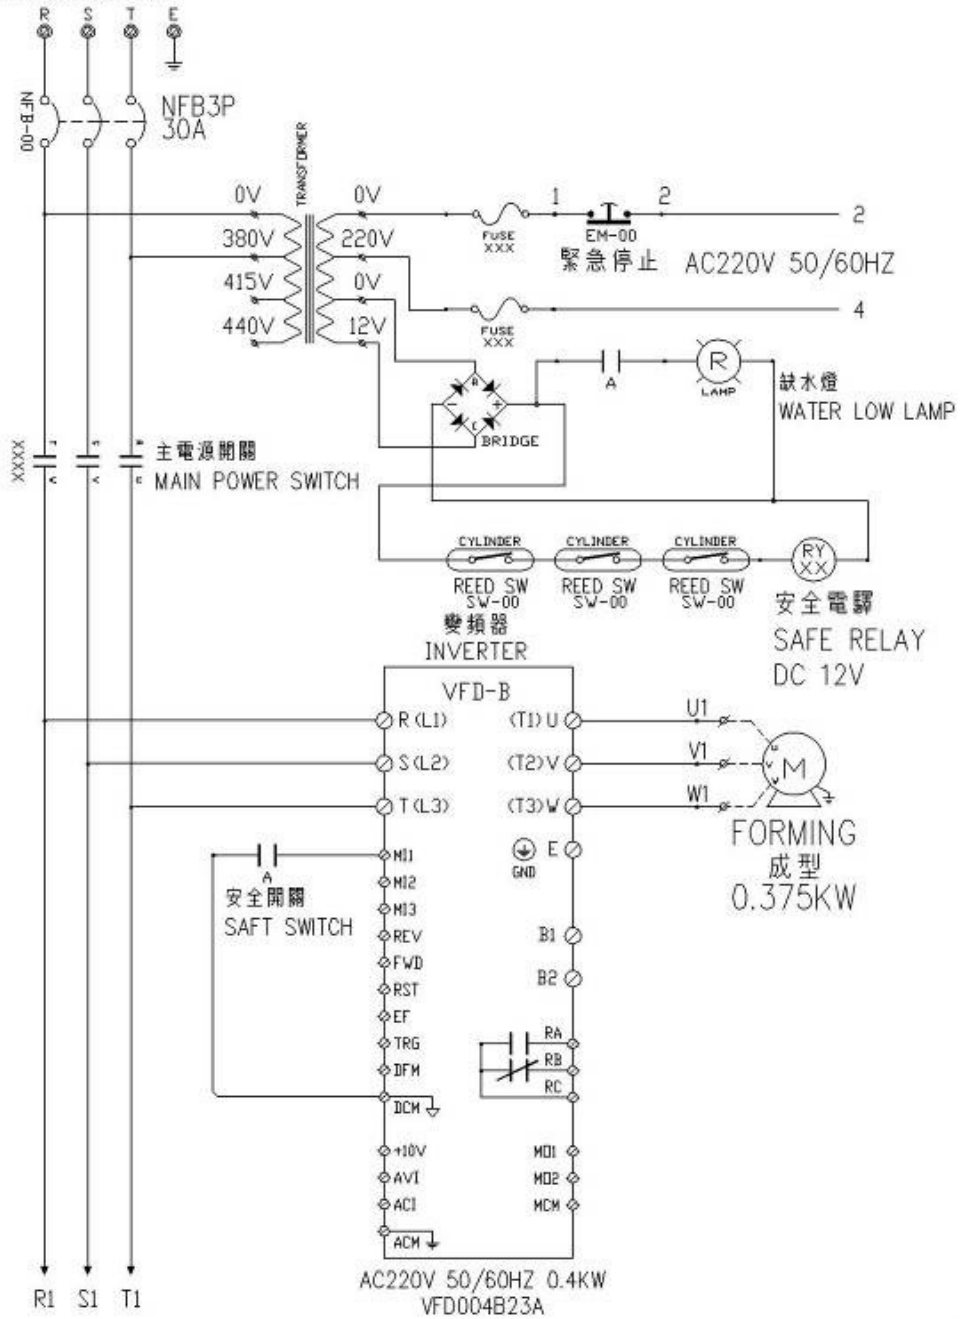 R S T E
NFB-00
NFB3P
30A
TRANSFORMER
0V 0V
1 2
2
FUSE
XXX
EM-00
380V 220V
緊急停止 AC220V 50/60HZ
415V 0V
4
440V 12V
FUSE
XXX
R
LAMP
A
缺水燈
WATER LOW LAMP
- +
BRIDGE
XXXX
主電源開關
MAIN POWER SWITCH
CYLINDER CYLINDER CYLINDER
RY
XX
REED SW REED SW REED SW
SW-00 SW-00 SW-00
安全電驛
SAFE RELAY
DC 12V
變頻器
INVERTER
VFD-B
R(L1) (T1)U U1
S(L2) (T2)V V1
M
T(L3) (T3)W W1
FORMING
成型
0.375KW
MI1
A
安全開關
SAFT SWITCH
E
GND
MI2
MI3
REV
B1
FWD
B2
RST
EF
TRG
RA
DFM
RB
DCM
RC
+10V MO1
AVI MO2
ACI MCM
ACM
AC220V 50/60HZ 0.4KW
VFD004B23A
R1 S1 T1